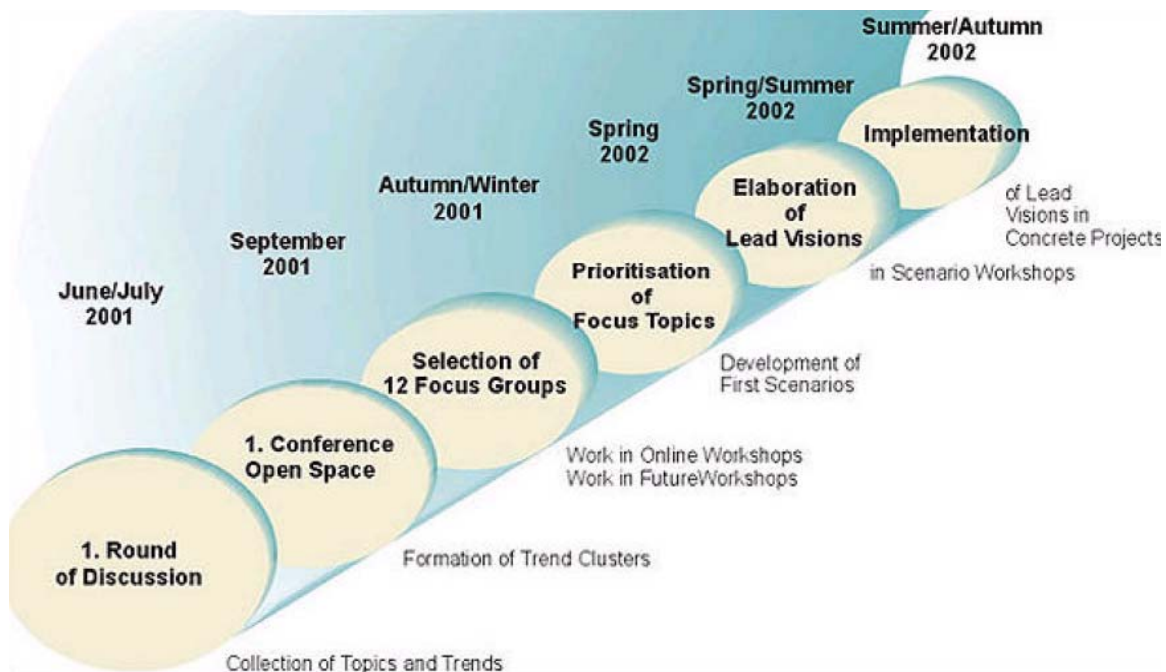 June/July
2001
1. Round
of Discussion
Collection of Topics and Trends
September
2001
1. Conference
Open Space
Formation of Trend Clusters
Autumn/Winter
2001
Selection of
12 Focus Groups
Work in Online Workshops
Work in FutureWorkshops
Spring
2002
Prioritisation
of
Focus Topics
Development of
First Scenarios
Spring/Summer
2002
Elaboration
of
Lead Visions
in Scenario Workshops
Summer/Autumn
2002
Implementation
of Lead
Visions in
Concrete Projects